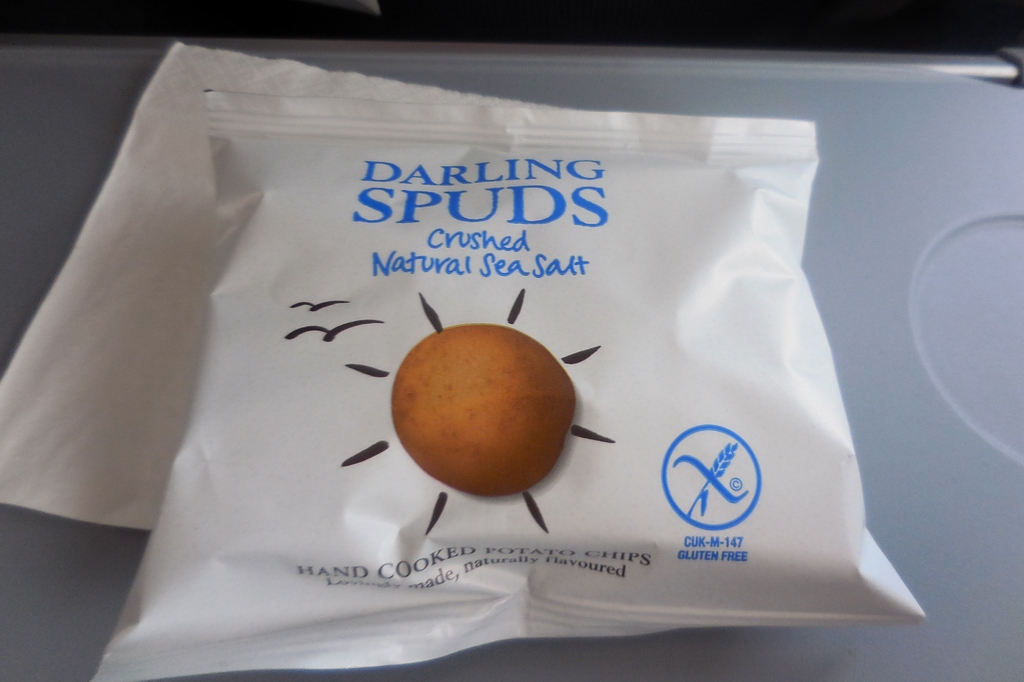 DARLING
SPUDS
Crushed
Natural Sea Salt
©
CUK-M-147
GLUTEN FREE
HAND COOKED POTATO CHIPS
made, naturally flavoured